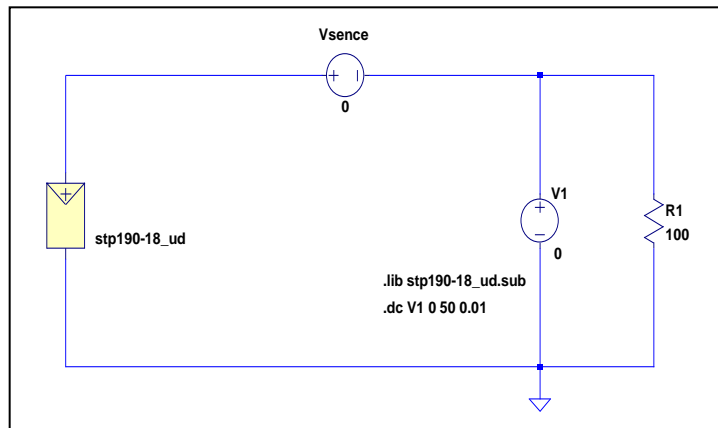 Vsence
0
stp190-18_ud
V1
0
R1
100
.lib stp190-18_ud.sub
.dc V1 0 50 0.01